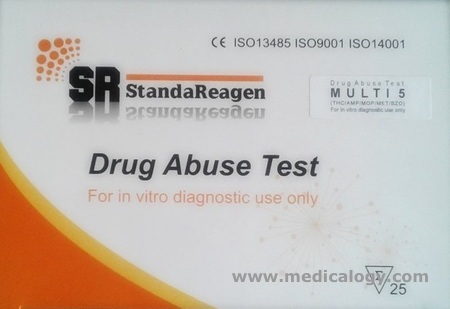 CE ISO13485 ISO9001 ISO14001
SR StandaReagen
Drug Abuse Test
MULTI 5
(THC/AMP/MOP/MET/BZO)
For in vitro diagnostic use only
Drug Abuse Test
For in vitro diagnostic use only
www.medicalogy.com
Σ 25